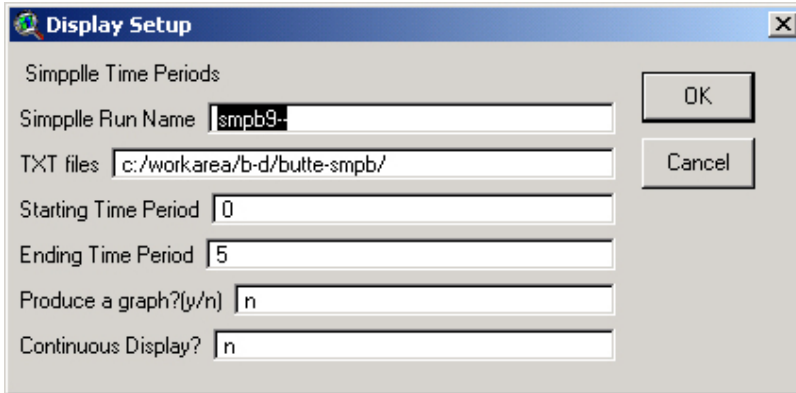 Display Setup
Simpplle Time Periods
Simpplle Run Name smpb9--
TXT files c:/workarea/b-d/butte-smpb/
Starting Time Period 0
Ending Time Period 5
Produce a graph?(y/n) n
Continuous Display? n
OK
Cancel